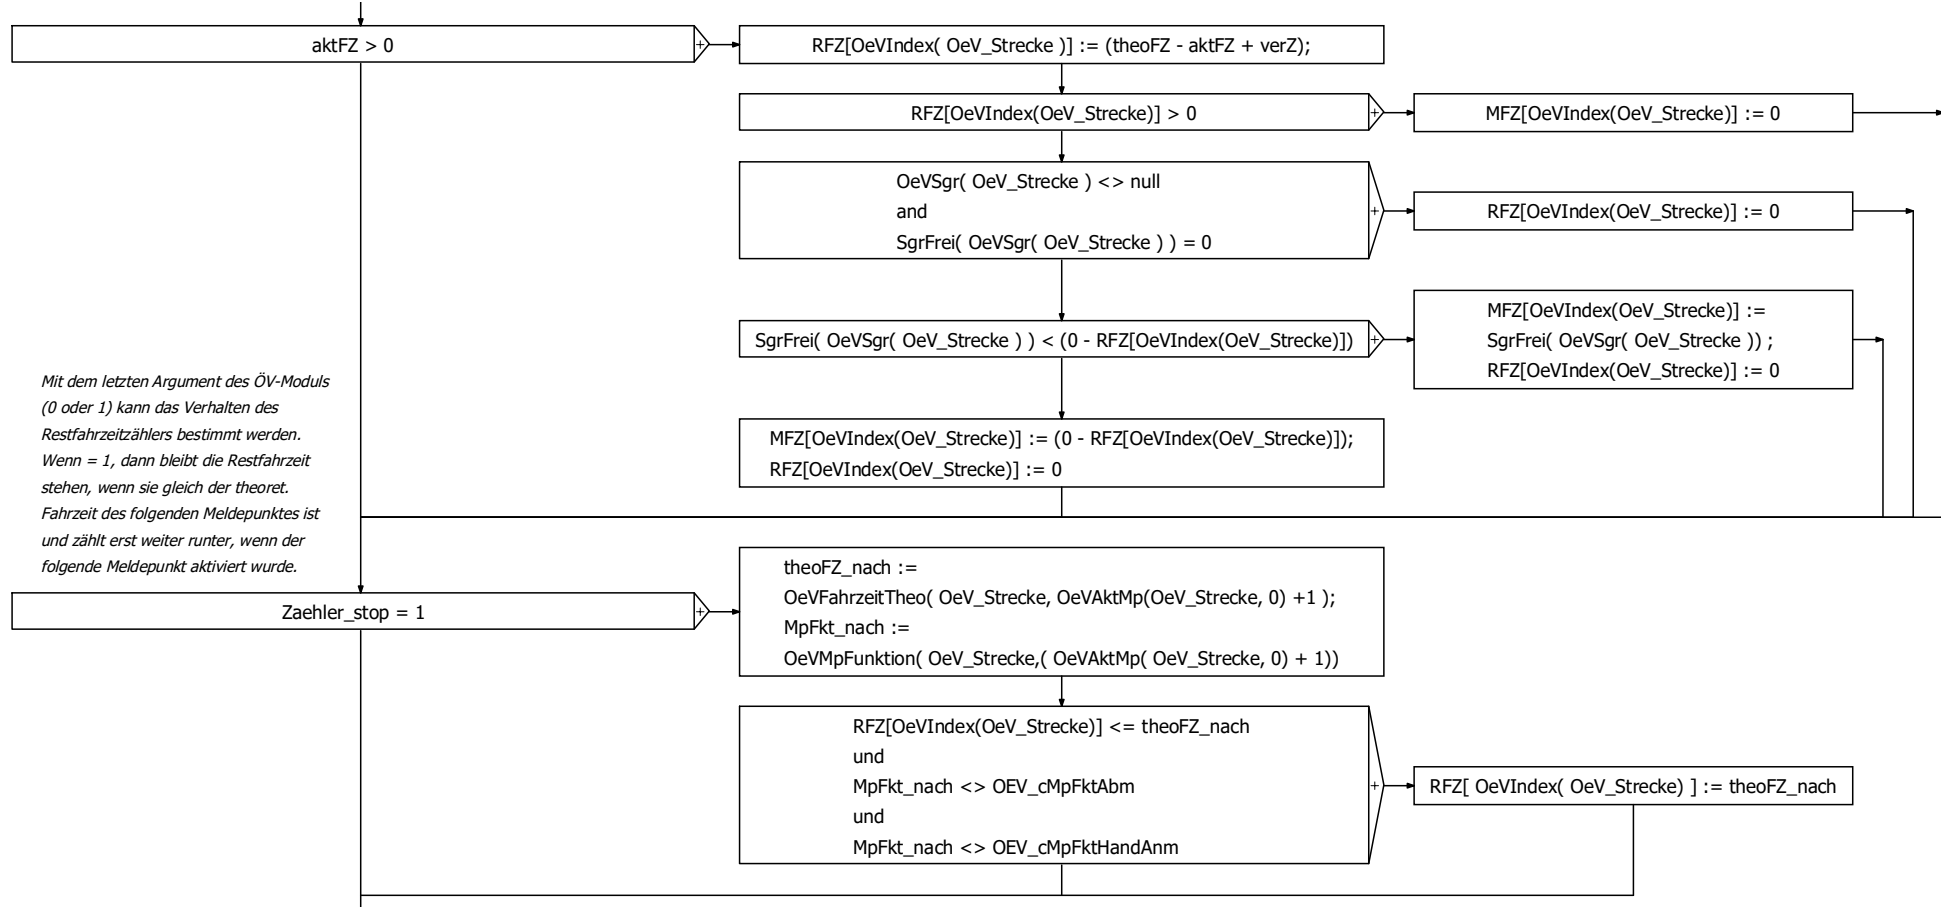 aktFZ > 0
+
RFZ[OeVIndex( OeV_Strecke )] := (theoFZ - aktFZ + verZ);
RFZ[OeVIndex(OeV_Strecke)] > 0
+
MFZ[OeVIndex(OeV_Strecke)] := 0
OeVSgr( OeV_Strecke ) <> null
and
SgrFrei( OeVSgr( OeV_Strecke ) ) = 0
+
RFZ[OeVIndex(OeV_Strecke)] := 0
SgrFrei( OeVSgr( OeV_Strecke ) ) < (0 - RFZ[OeVIndex(OeV_Strecke)])
+
MFZ[OeVIndex(OeV_Strecke)] :=
SgrFrei( OeVSgr( OeV_Strecke )) ;
RFZ[OeVIndex(OeV_Strecke)] := 0
MFZ[OeVIndex(OeV_Strecke)] := (0 - RFZ[OeVIndex(OeV_Strecke)]);
RFZ[OeVIndex(OeV_Strecke)] := 0
Mit dem letzten Argument des ÖV-Moduls
(0 oder 1) kann das Verhalten des
Restfahrzeitzählers bestimmt werden.
Wenn = 1, dann bleibt die Restfahrzeit
stehen, wenn sie gleich der theoret.
Fahrzeit des folgenden Meldepunktes ist
und zählt erst weiter runter, wenn der
folgende Meldepunkt aktiviert wurde.
Zaehler_stop = 1
+
theoFZ_nach :=
OeVFahrzeitTheo( OeV_Strecke, OeVAktMp(OeV_Strecke, 0) +1 );
MpFkt_nach :=
OeVMpFunktion( OeV_Strecke,( OeVAktMp( OeV_Strecke, 0) + 1))
RFZ[OeVIndex(OeV_Strecke)] <= theoFZ_nach
und
MpFkt_nach <> OEV_cMpFktAbm
und
MpFkt_nach <> OEV_cMpFktHandAnm
+
RFZ[ OeVIndex( OeV_Strecke) ] := theoFZ_nach